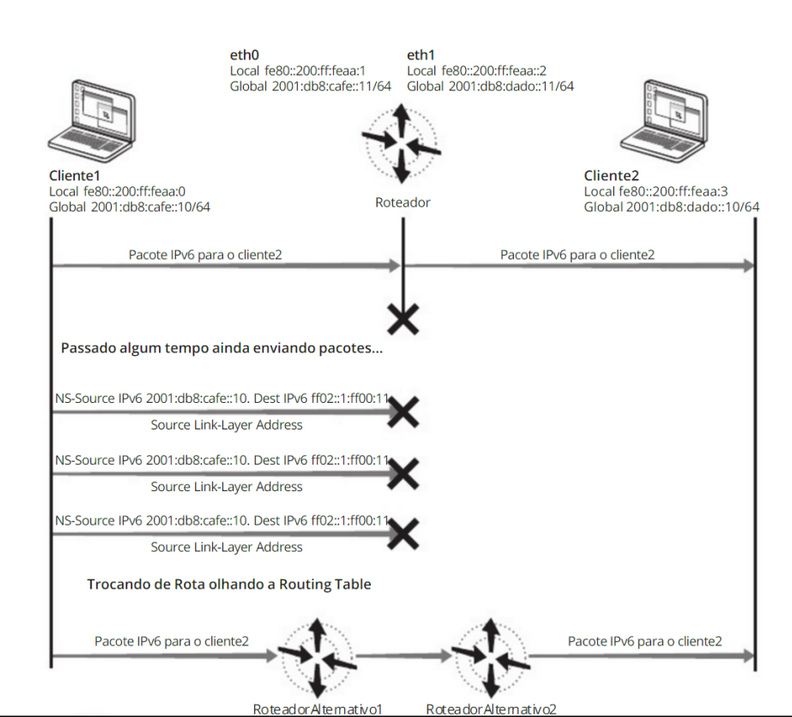 eth0
Local fe80::200:ff:feaa:1
Global 2001:db8:cafe::11/64
eth1
Local fe80::200:ff:feaa::2
Global 2001:db8:dado::11/64
Cliente1
Local fe80::200:ff:feaa:0
Global 2001:db8:cafe::10/64
Roteador
Cliente2
Local fe80::200:ff:feaa:3
Global 2001:db8:dado::10/64
Pacote IPv6 para o cliente2
Pacote IPv6 para o cliente2
Passado algum tempo ainda enviando pacotes...
NS-Source IPv6 2001:db8:cafe::10. Dest IPv6 ff02::1:ff00:11
Source Link-Layer Address
NS-Source IPv6 2001:db8:cafe::10. Dest IPv6 ff02::1:ff00:11
Source Link-Layer Address
NS-Source IPv6 2001:db8:cafe::10. Dest IPv6 ff02::1:ff00:11
Source Link-Layer Address
Trocando de Rota olhando a Routing Table
Pacote IPv6 para o cliente2
Pacote IPv6 para o cliente2
RoteadorAlternativo1
RoteadorAlternativo2